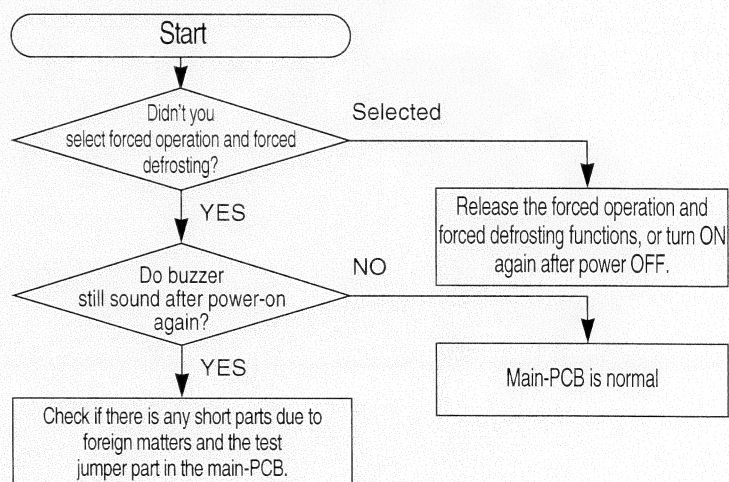 Start
Didn't you
select forced operation and forced
defrosting?
Selected
Release the forced operation and
forced defrosting functions, or turn ON
again after power OFF.
YES
Do buzzer
still sound after power-on
again?
NO
Main-PCB is normal
YES
Check if there is any short parts due to
foreign matters and the test
jumper part in the main-PCB.